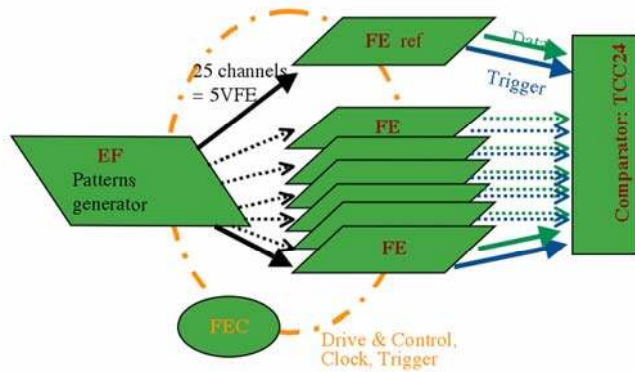 FE ref
Data
25 channels
= 5VFE
Trigger
FE
EF
Patterns
generator
Comparator: TCC24
FE
FEC
Drive & Control,
Clock, Trigger